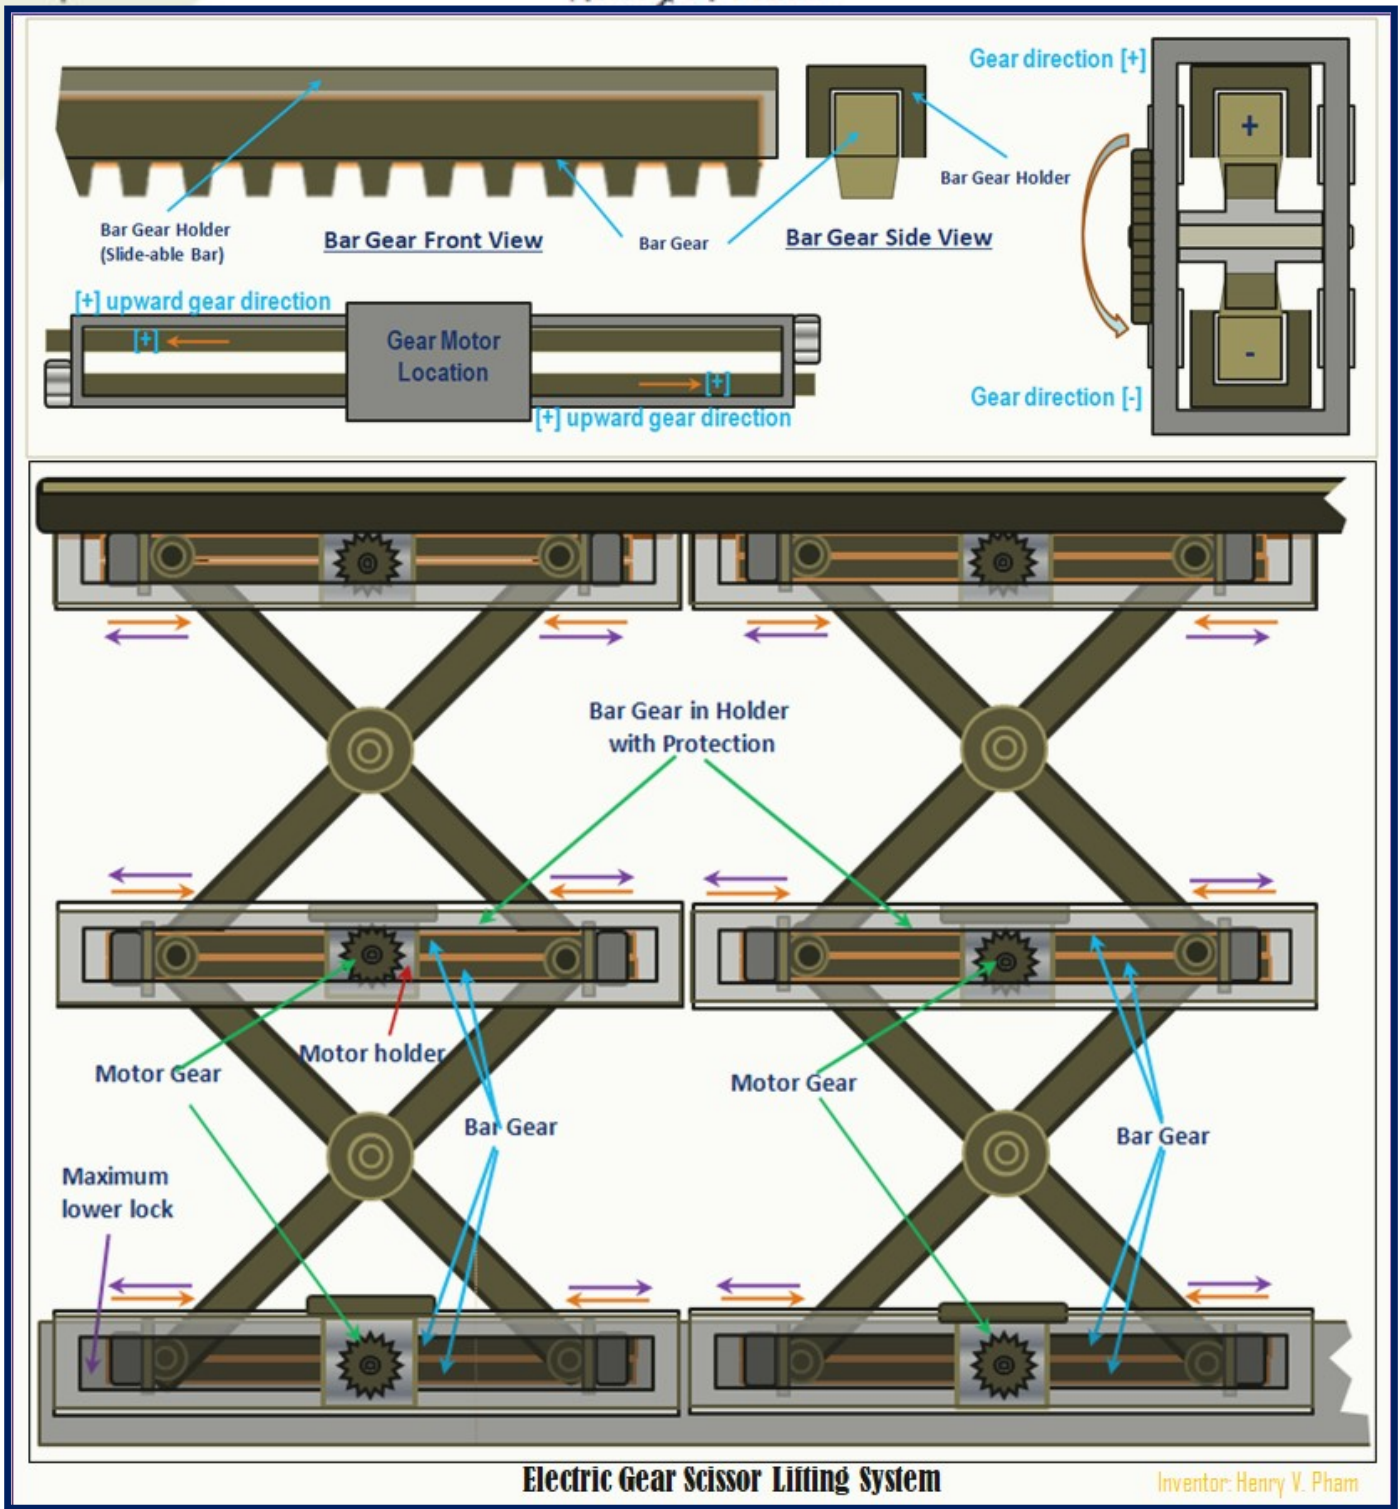 Gear direction [+]
+
Bar Gear Holder
Bar Gear Holder
(Slide-able Bar)
Bar Gear Front View
Bar Gear
Bar Gear Side View
[+] upward gear direction
[+]
Gear Motor
Location
[+]
[+] upward gear direction
-
Gear direction [-]
Bar Gear in Holder
with Protection
Motor holder
Motor Gear
Motor Gear
Bar Gear
Bar Gear
Maximum
lower lock
Electric Gear Scissor Lifting System
Inventor: Henry V. Pham